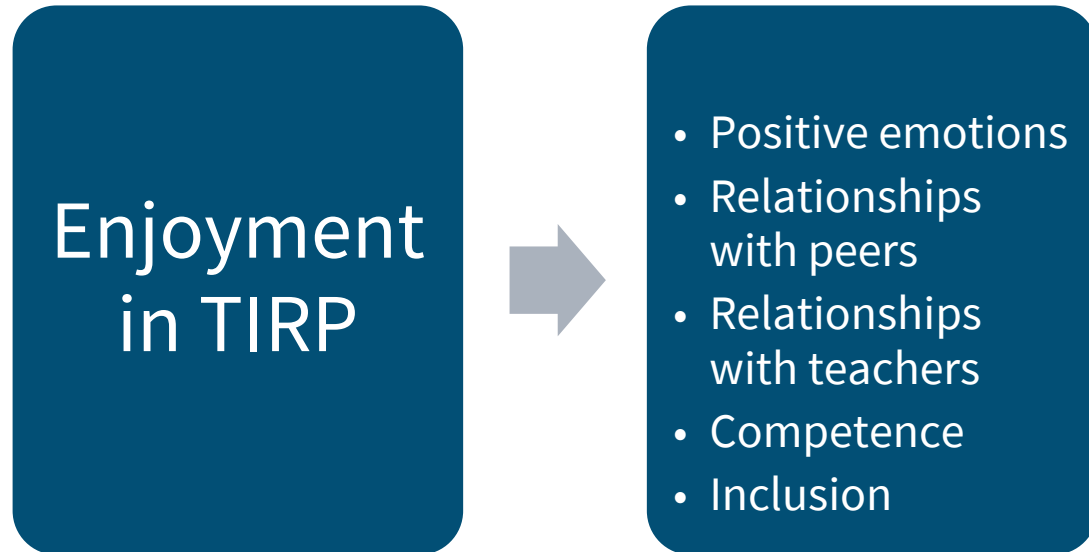 Enjoyment
in TIRP
• Positive emotions
• Relationships
with peers
• Relationships
with teachers
• Competence
• Inclusion